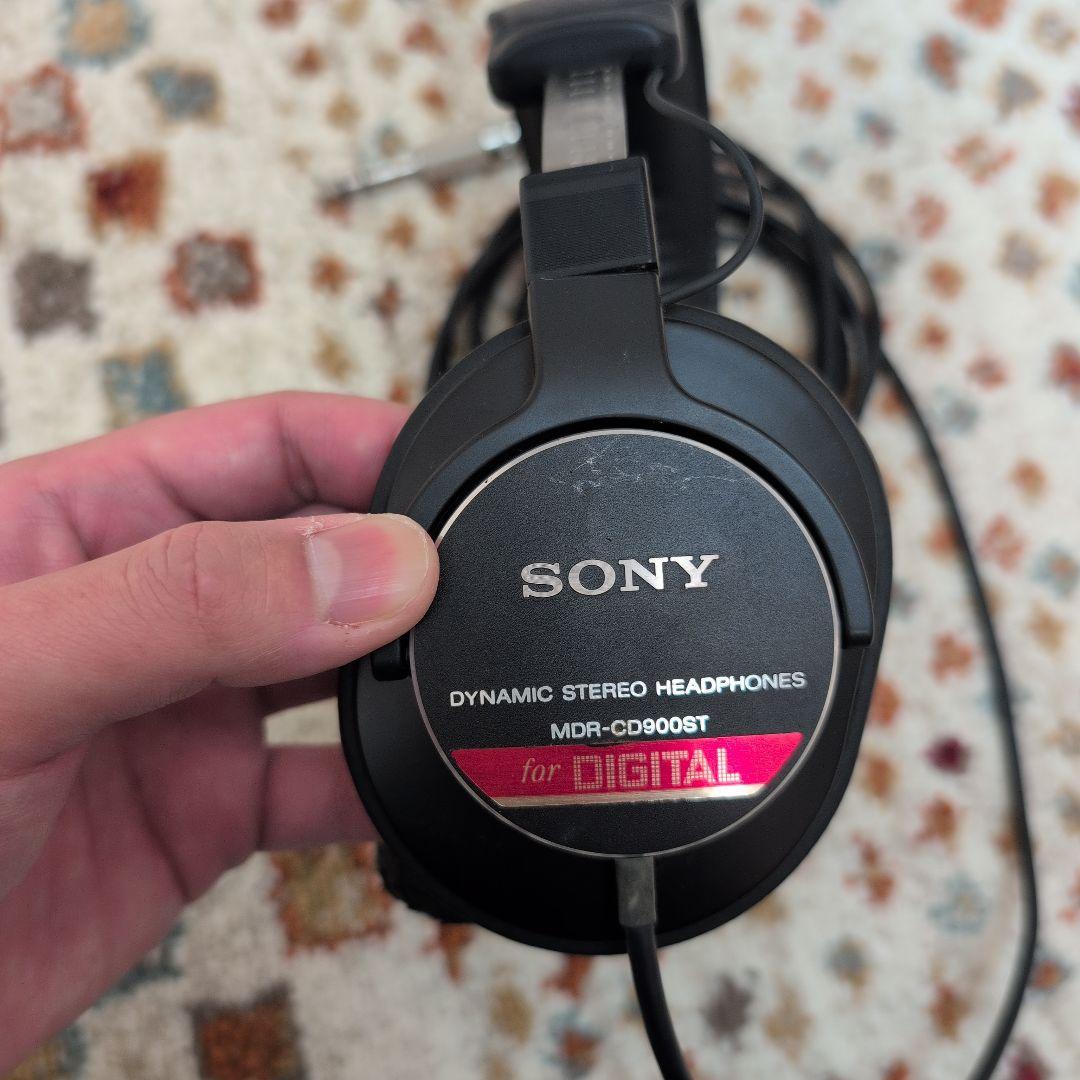 SONY
DYNAMIC STEREO HEADPHONES
MDR-CD900ST
for DIGITAL